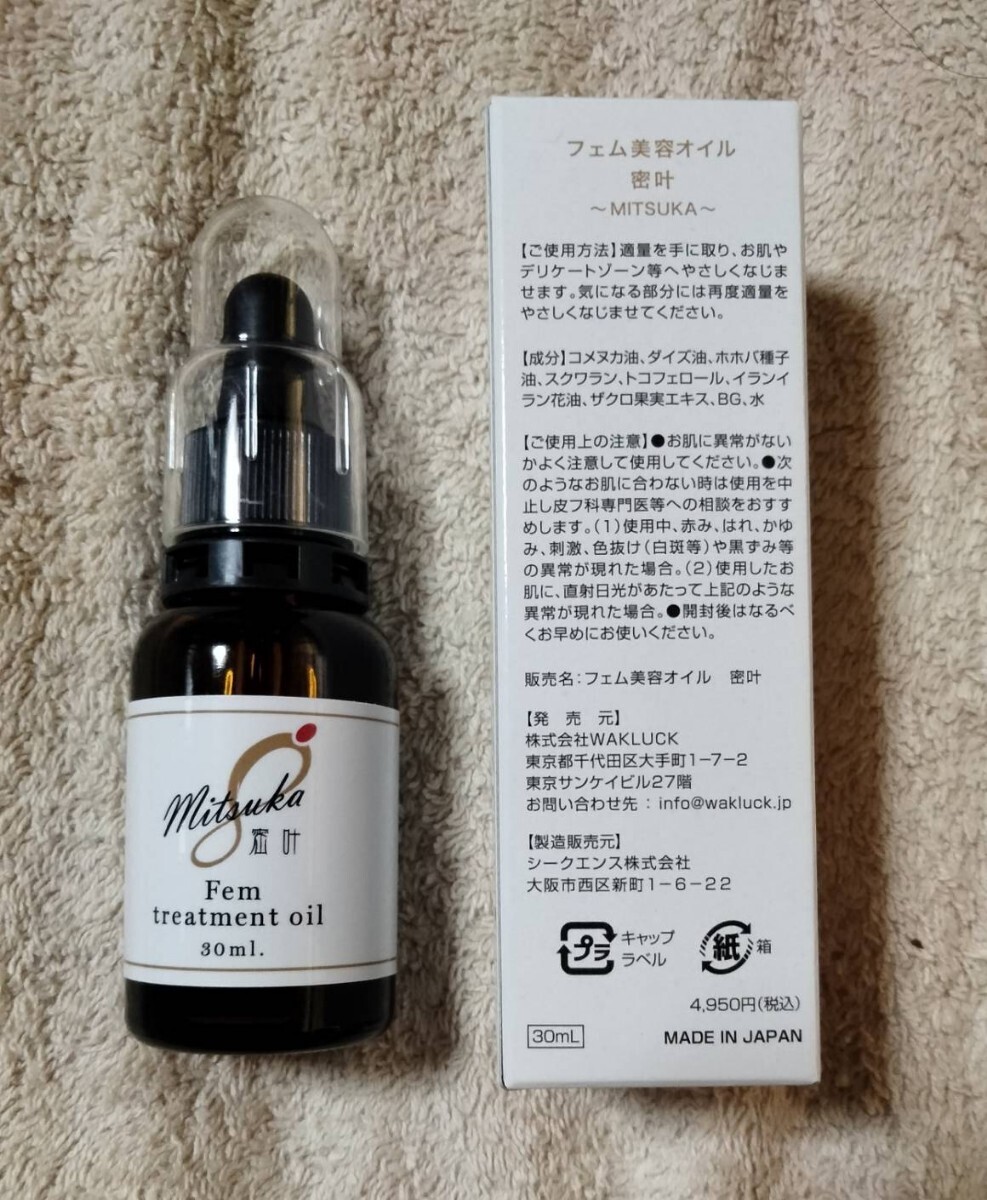 Mitsuka
密叶
Fem
treatment oil
30ml.
フェム美容オイル
密叶
～MITSUKA～
【ご使用方法】適量を手に取り、お肌や
デリケートゾーン等へやさしくなじま
せます。気になる部分には再度適量を
やさしくなじませてください。
【成分】コメヌカ油、ダイズ油、ホホバ種子
油、スクワラン、トコフェロール、イランイ
ラン花油、ザクロ果実エキス、BG、水
【ご使用上の注意】●お肌に異常がない
かよく注意して使用してください。●次
のようなお肌に合わない時は使用を中
止し皮フ科専門医等への相談をおすす
めします。(1)使用中、赤み、はれ、かゆ
み、刺激、色抜け(白斑等)や黒ずみ等
の異常が現れた場合。(2)使用したお
肌に、直射日光があたって上記のような
異常が現れた場合。●開封後はなるべ
くお早めにお使いください。
販売名：フェム美容オイル　密叶
【発　売　元】
株式会社WAKLUCK
東京都千代田区大手町1-7-2
東京サンケイビル27階
お問い合わせ先 : info@wakluck.jp
【製造販売元】
シークエンス株式会社
大阪市西区新町1-6-22
プラ
キャップ
ラベル
紙
箱
4,950円(税込)
30mL
MADE IN JAPAN